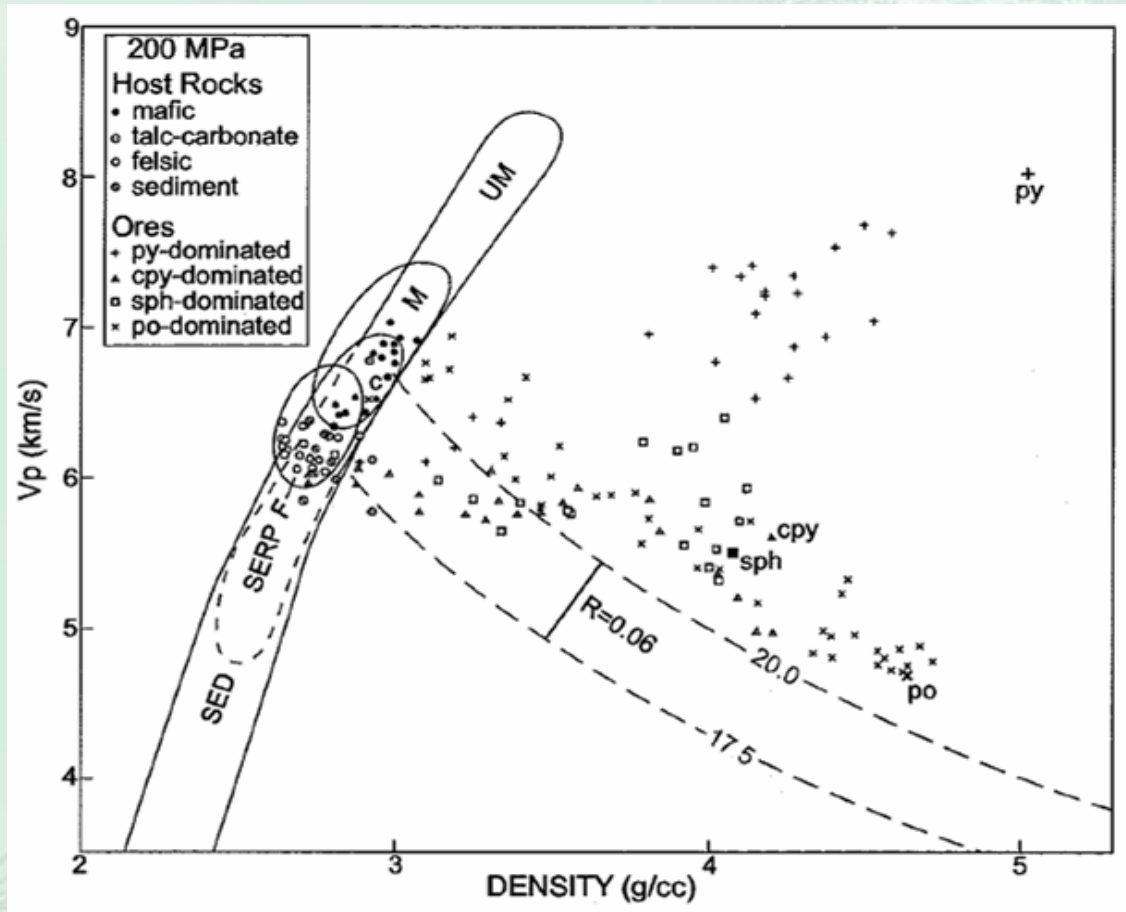 200 MPa
Host Rocks
mafic
talc-carbonate
felsic
sediment
Ores
py-dominated
cpy-dominated
sph-dominated
po-dominated
9
8
7
6
5
4
Vp (km/s)
UM
M
C
F
SERP
SED
py
cpy
sph
po
R=0.06
20.0
17.5
2 3 4 5
DENSITY (g/cc)